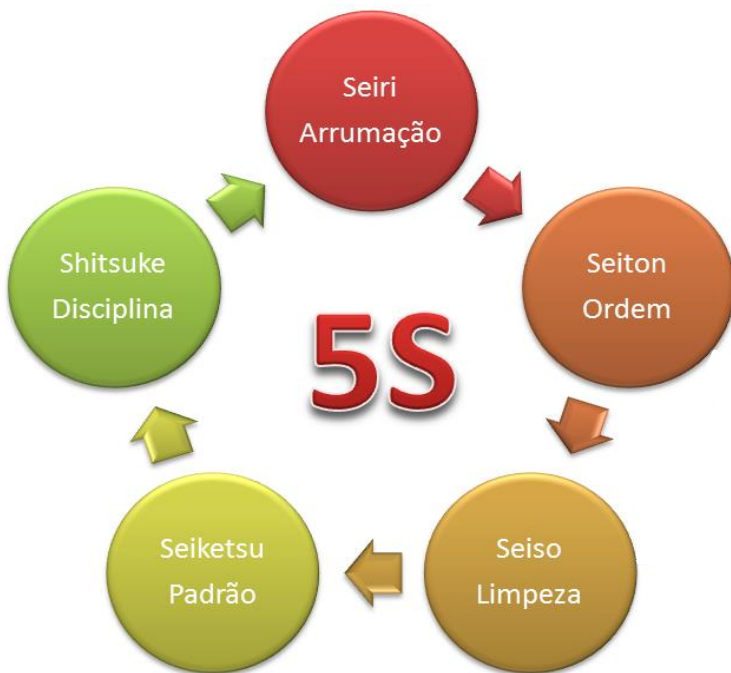 Seiri
Arrumação
Seiton
Ordem
Seiso
Limpeza
Seiketsu
Padrão
Shitsuke
Disciplina
5S